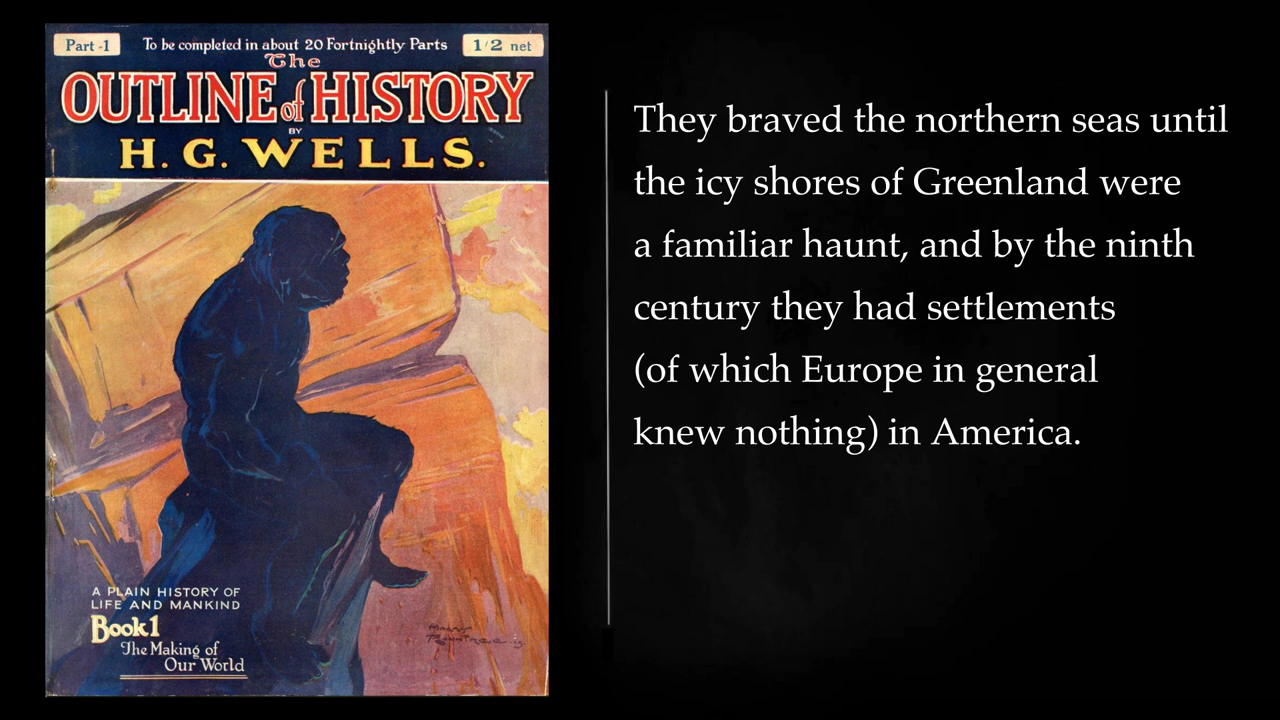 Part -1
To be completed in about 20 Fortnightly Parts
1/2 net
The
OUTLINE of HISTORY
BY
H. G. WELLS.
A PLAIN HISTORY OF
LIFE AND MANKIND
Book 1
The Making of
Our World
They braved the northern seas until
the icy shores of Greenland were
a familiar haunt, and by the ninth
century they had settlements
(of which Europe in general
knew nothing) in America.